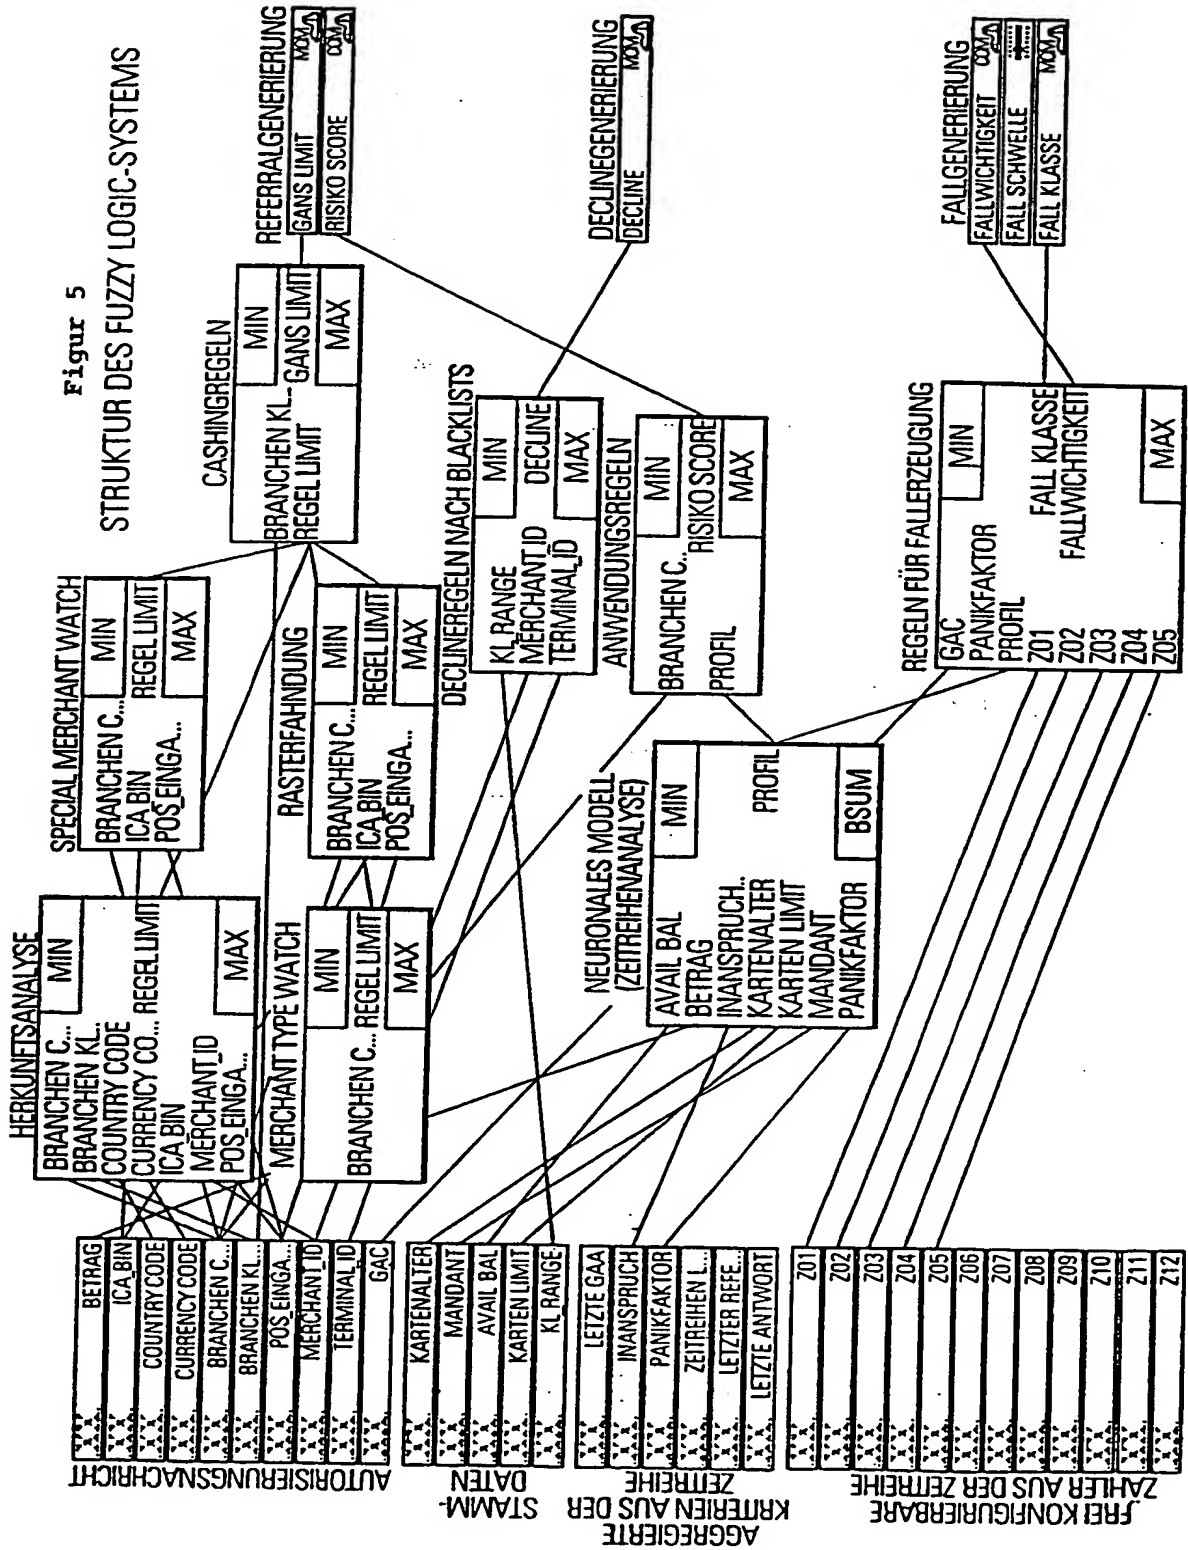 Figur 5
STRUKTUR DES FUZZY LOGIC-SYSTEMS
AUTORISIERUNGSNACHRICHT
BETRAG
ICA_BIN
COUNTRY CODE
CURRENCY CODE
BRANCHEN C...
BRANCHEN KL...
POS_EINGA...
MERCHANT_ID
TERMINAL_ID
GAC
STAMM-
DATEN
KARTENALTER
MANDANT
AVAIL BAL
KARTEN LIMIT
KL_RANGE
AGGREGIERTE
KRITERIEN AUS DER
ZEITREIHE
LETZTE GAA
INANSPRUCH
PANIKFAKTOR
ZEITREIHEN L...
LETZTER REFE...
LETZTE ANTWORT
FREI KONFIGURIERBARE
ZAHLER AUS DER ZEITREIHE
Z01
Z02
Z03
Z04
Z05
Z06
Z07
Z08
Z09
Z10
Z11
Z12
HERKUNFTSANALYSE
MIN
BRANCHEN C...
BRANCHEN KL...
COUNTRY CODE
CURRENCY CO...
REGEL LIMIT
ICA_BIN
MERCHANT_ID
POS_EINGA...
MAX
MERCHANT TYPE WATCH
MIN
BRANCHEN C...
REGEL LIMIT
MAX
SPECIAL MERCHANT WATCH
MIN
BRANCHEN C...
ICA_BIN
REGEL LIMIT
POS_EINGA...
MAX
RASTERFAHNDUNG
MIN
BRANCHEN C...
ICA_BIN
REGEL LIMIT
POS_EINGA...
MAX
NEURONALES MODELL
(ZEITREIHENANALYSE)
MIN
AVAIL BAL
BETRAG
INANSPRUCH..
PROFIL
KARTENALTER
KARTEN LIMIT
MANDANT
PANIKFAKTOR
BSUM
CASHINGREGELN
MIN
BRANCHEN KL...
GANS LIMIT
REGEL LIMIT
MAX
DECLINEREGELN NACH BLACKLISTS
MIN
KL_RANGE
MERCHANT_ID
DECLINE
TERMINAL_ID
MAX
ANWENDUNGSREGELN
MIN
BRANCHEN C...
RISIKO SCORE
PROFIL
MAX
REGELN FÜR FALLERZEUGUNG
MIN
GAC
PANIKFAKTOR
PROFIL
Z01
FALL KLASSE
Z02
FALLWICHTIGKEIT
Z03
Z04
Z05
MAX
REFERRALGENERIERUNG
GANS LIMIT
MOM
RISIKO SCORE
COM
DECLINEGENERIERUNG
DECLINE
MOM
FALLGENERIERUNG
FALLWICHTIGKEIT
COM
FALL SCHWELLE
FALL KLASSE
MOM